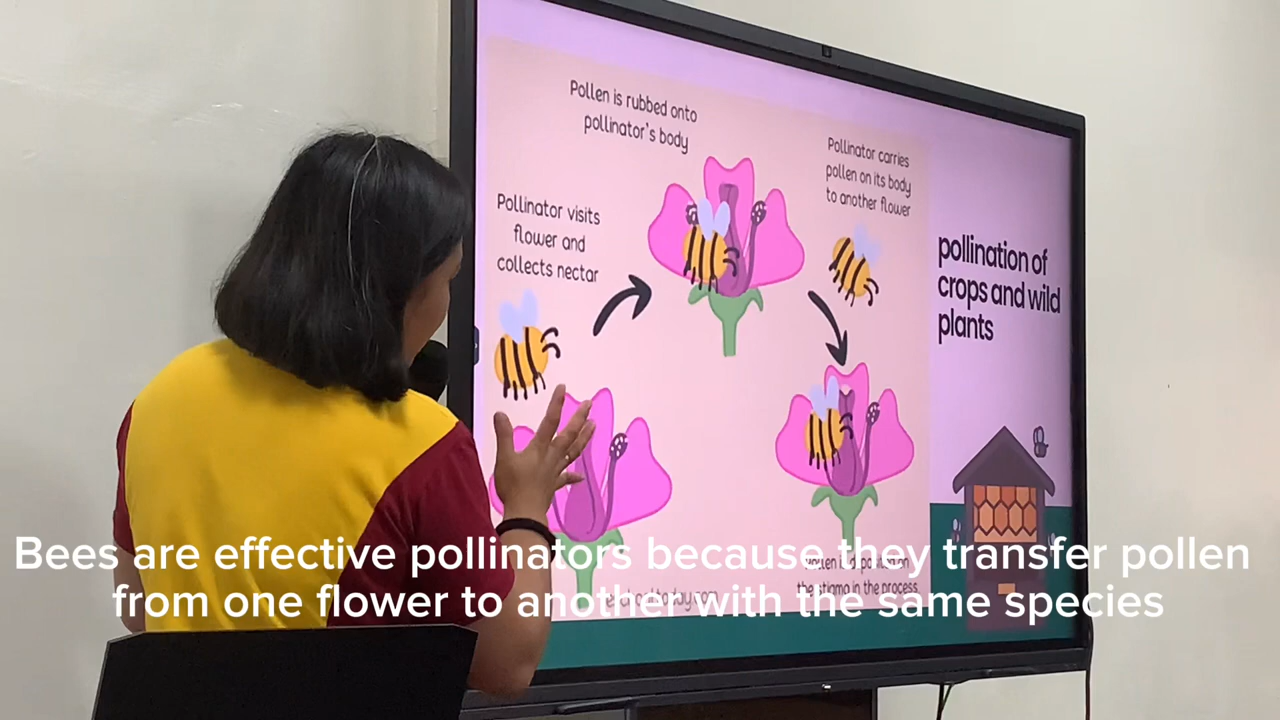 Pollen is rubbed onto
pollinator's body
Pollinator carries
pollen on its body
to another flower
Pollinator visits
flower and
collects nectar
pollination of
crops and wild
plants
Bees are effective pollinators because they transfer pollen
from one flower to another with the same species
the stigma in the process